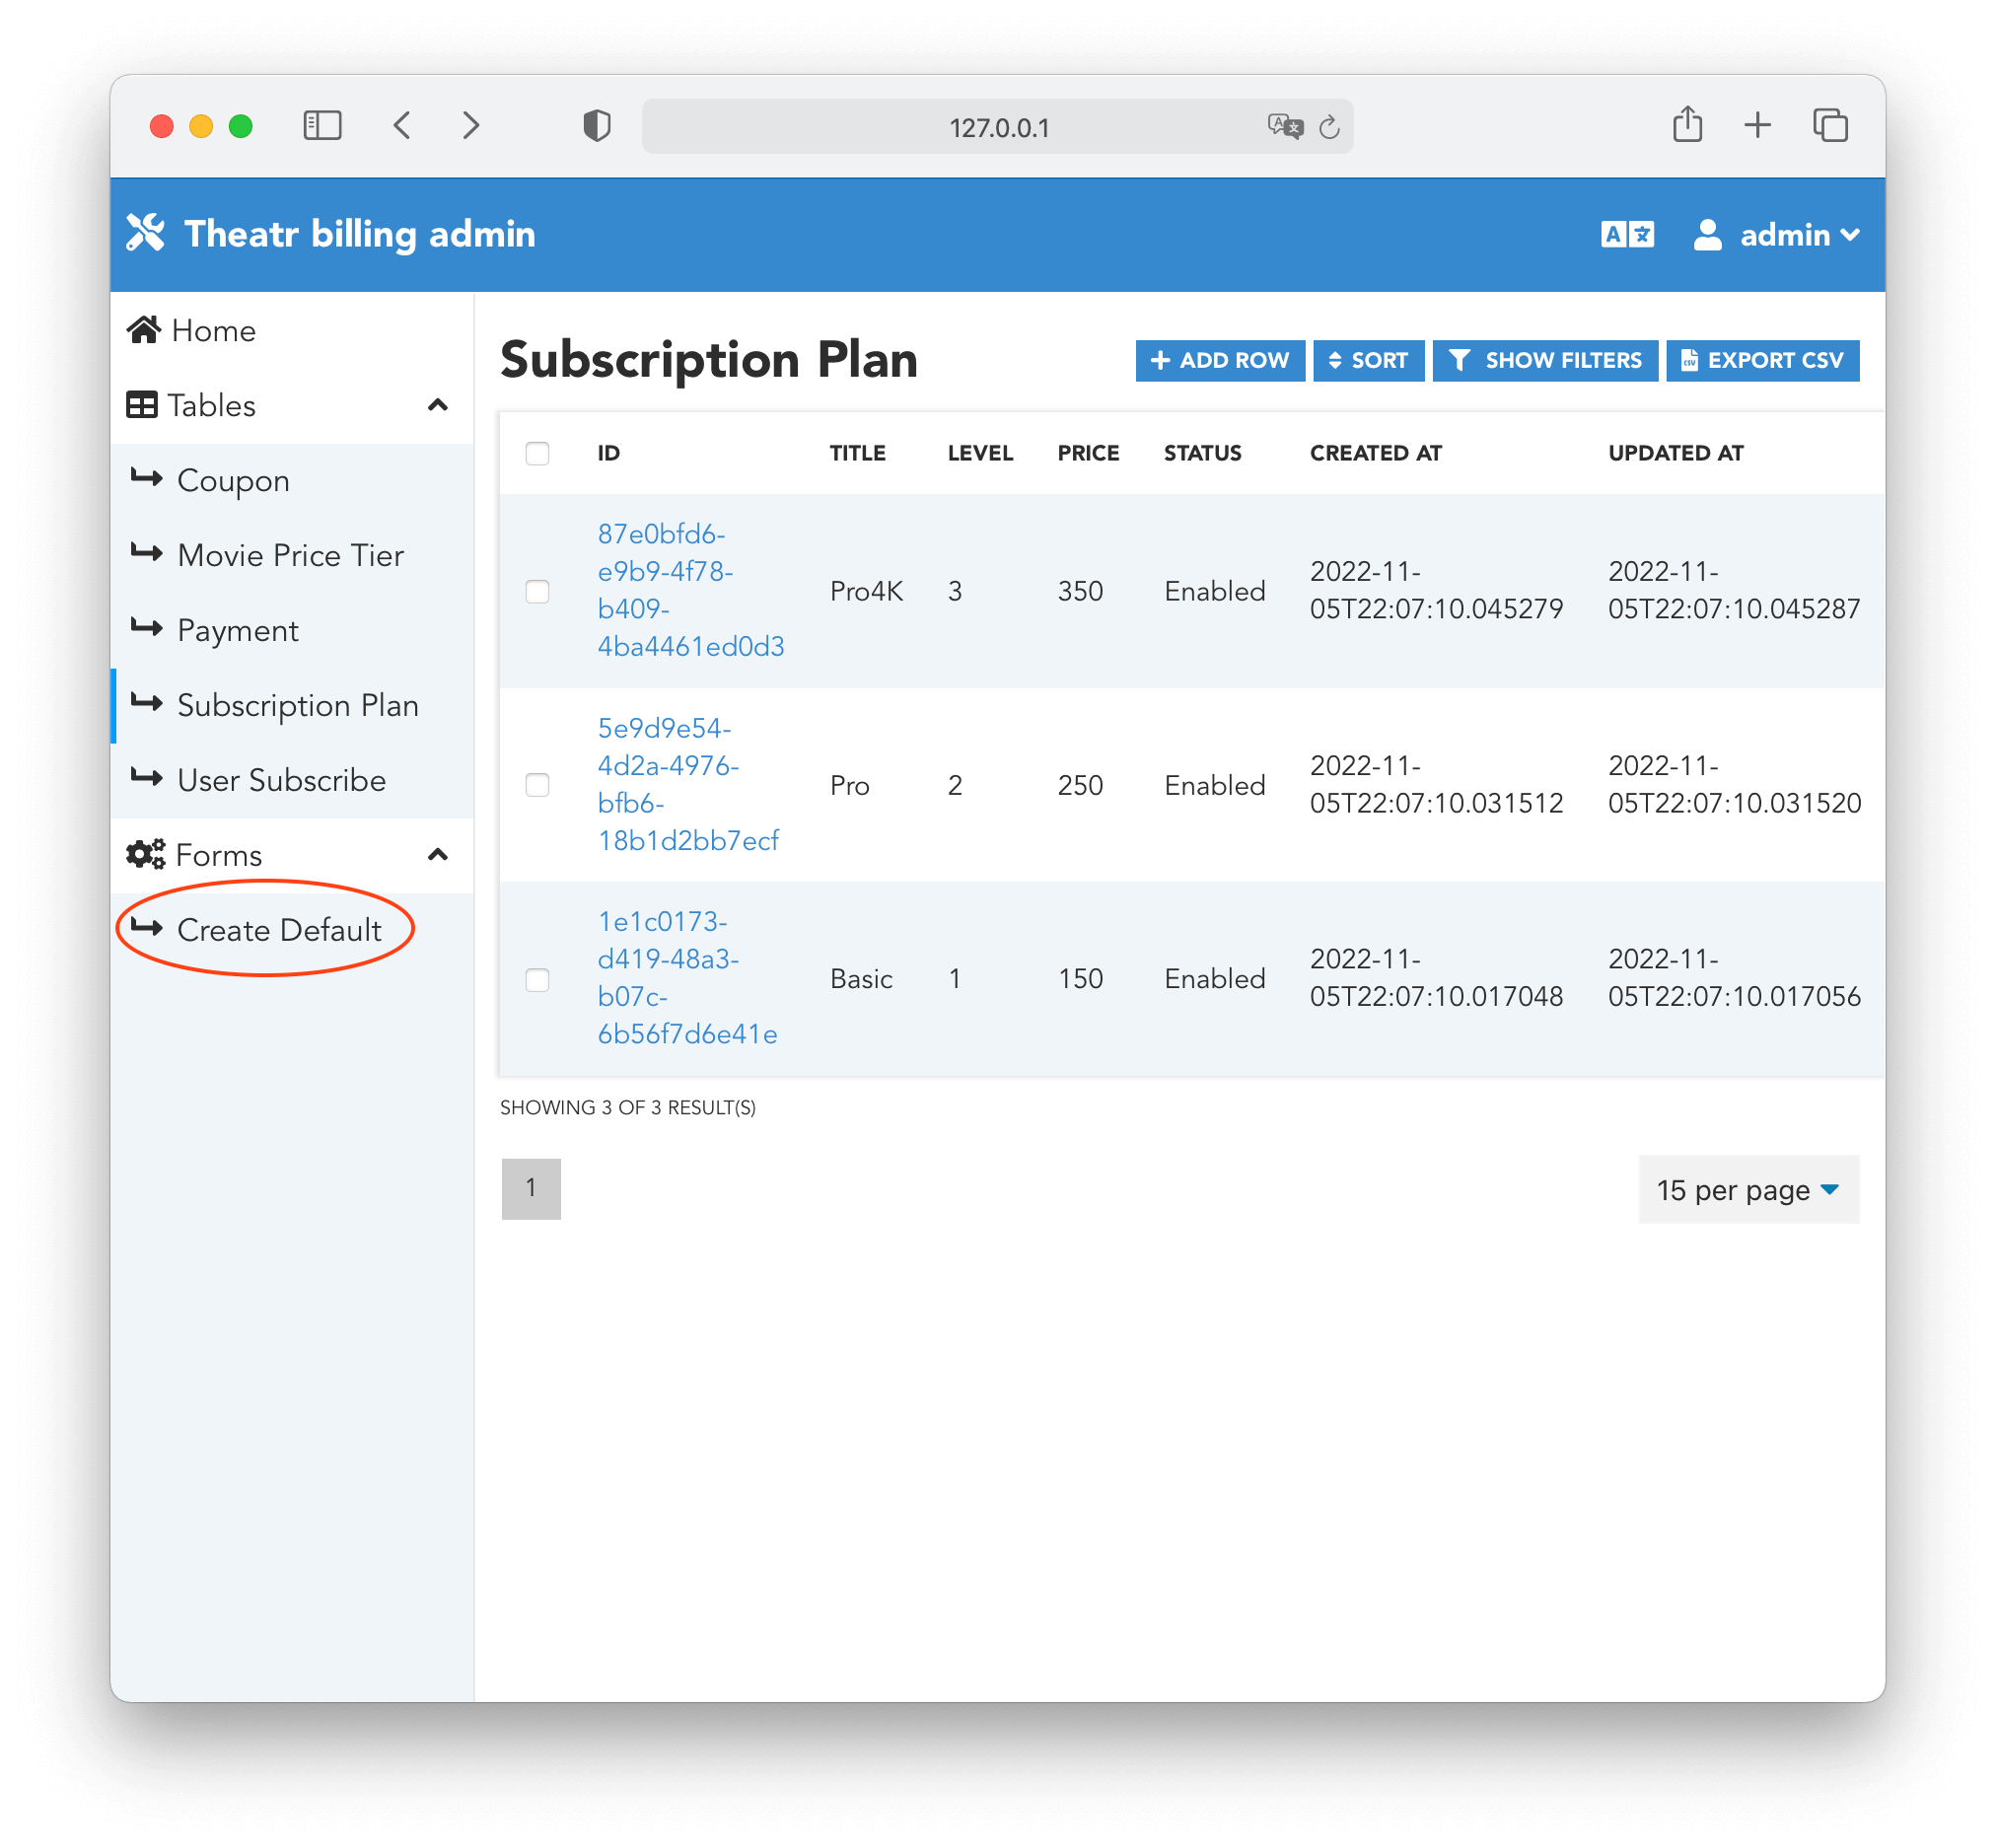 127.0.0.1
Theatr billing admin
admin
Home
Tables
Coupon
Movie Price Tier
Payment
Subscription Plan
User Subscribe
Forms
Create Default
Subscription Plan
ADD ROW
SORT
SHOW FILTERS
EXPORT CSV
ID TITLE LEVEL PRICE STATUS CREATED AT UPDATED AT
87e0bfd6-
e9b9-4f78-
b409-
4ba4461ed0d3
Pro4K 3 350 Enabled
2022-11-
05T22:07:10.045279
2022-11-
05T22:07:10.045287
5e9d9e54-
4d2a-4976-
bfb6-
18b1d2bb7ecf
Pro 2 250 Enabled
2022-11-
05T22:07:10.031512
2022-11-
05T22:07:10.031520
1e1c0173-
d419-48a3-
b07c-
6b56f7d6e41e
Basic 1 150 Enabled
2022-11-
05T22:07:10.017048
2022-11-
05T22:07:10.017056
SHOWING 3 OF 3 RESULT(S)
1
15 per page